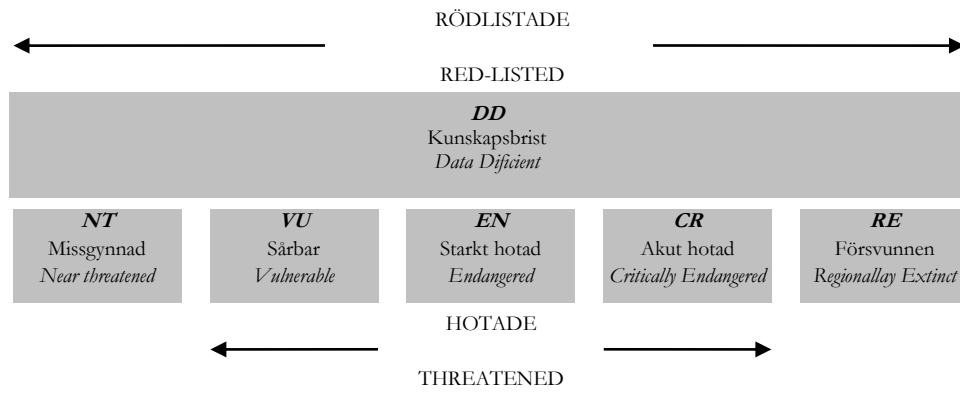 RÖDLISTADE
RED-LISTED
DD
Kunskapsbrist
Data Dificient
NT
Missgynnad
Near threatened
VU
Sårbar
Vulnerable
EN
Starkt hotad
Endangered
CR
Akut hotad
Critically Endangered
RE
Försvunnen
Regionallay Extinct
HOTADE
THREATENED